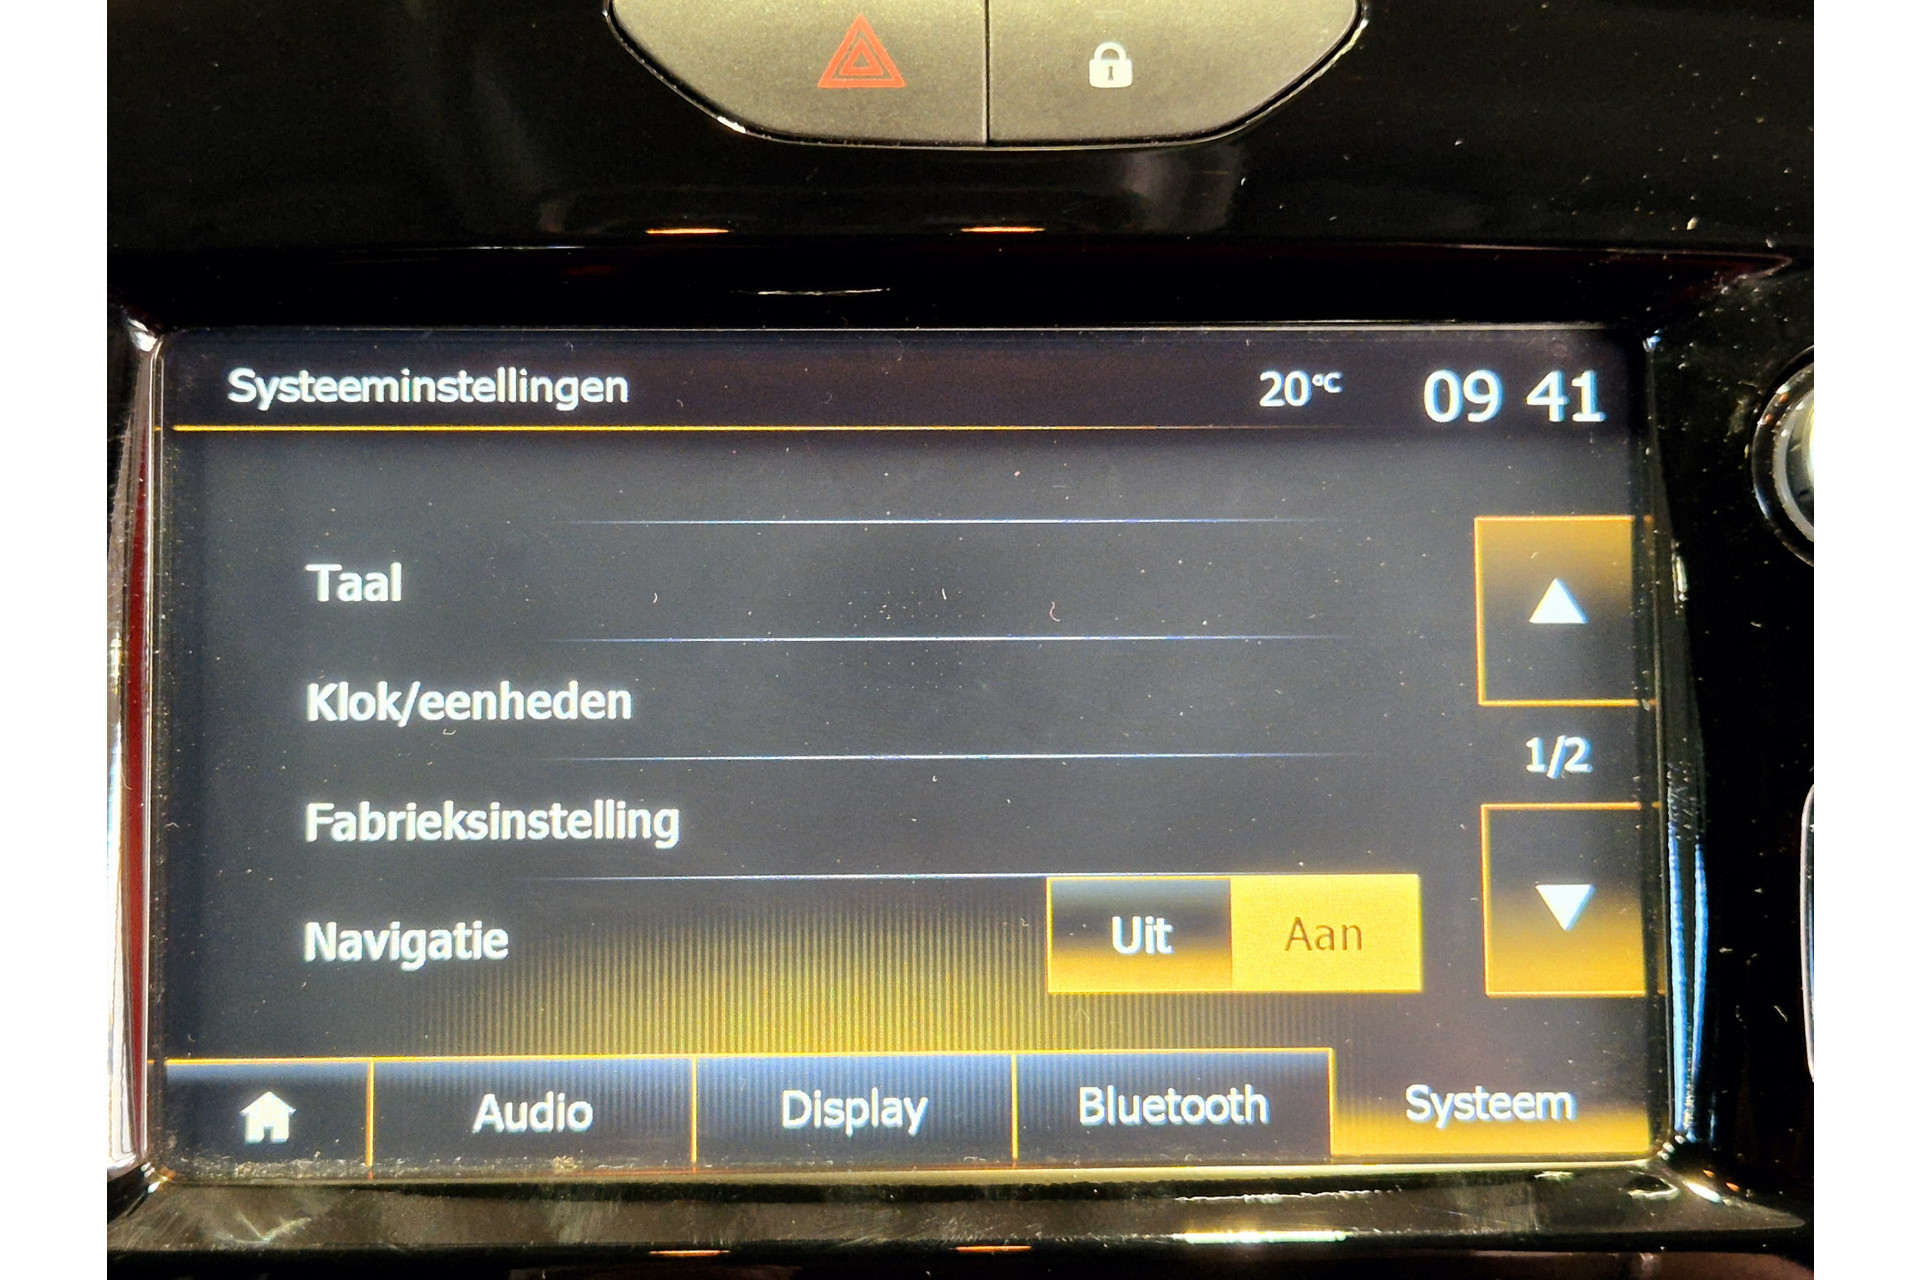 Systeeminstellingen 20°C 09 41
Taal
Klok/eenheden
1/2
Fabrieksinstelling
Navigatie Uit Aan
Audio Display Bluetooth Systeem